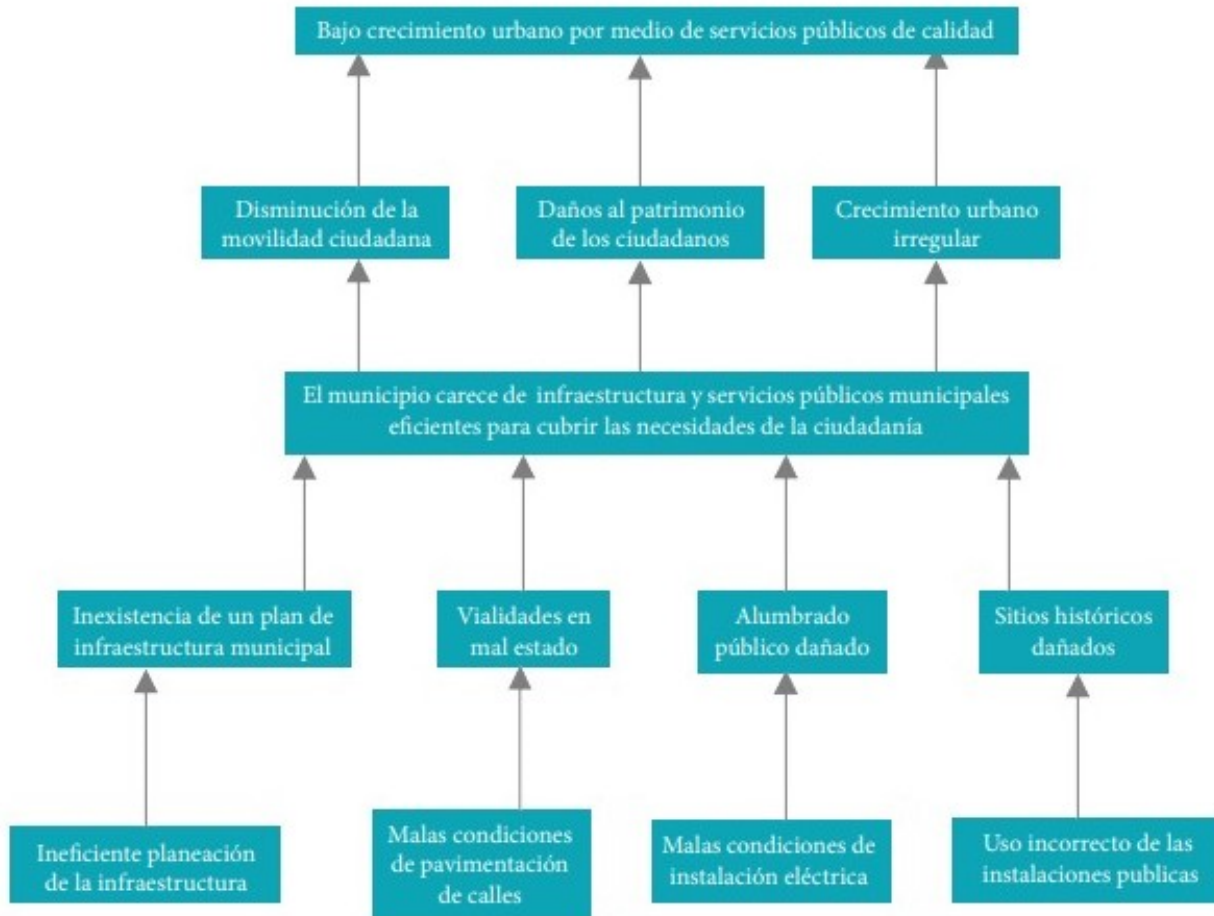 Bajo crecimiento urbano por medio de servicios públicos de calidad
Disminución de la
movilidad ciudadana
Daños al patrimonio
de los ciudadanos
Crecimiento urbano
irregular
El municipio carece de infraestructura y servicios públicos municipales
eficientes para cubrir las necesidades de la ciudadanía
Inexistencia de un plan de
infraestructura municipal
Vialidades en
mal estado
Alumbrado
público dañado
Sitios históricos
dañados
Ineficiente planeación
de la infraestructura
Malas condiciones
de pavimentación
de calles
Malas condiciones de
instalación eléctrica
Uso incorrecto de las
instalaciones publicas